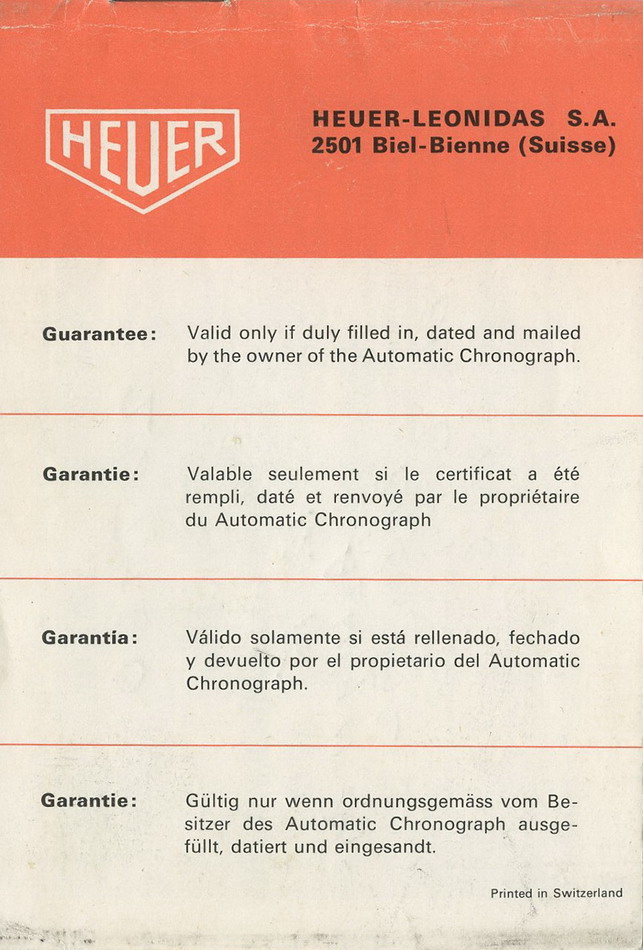 HEUER
HEUER-LEONIDAS S.A.
2501 Biel-Bienne (Suisse)
Guarantee: Valid only if duly filled in, dated and mailed
by the owner of the Automatic Chronograph.
Garantie: Valable seulement si le certificat a été
rempli, daté et renvoyé par le propriétaire
du Automatic Chronograph
Garantía: Válido solamente si está rellenado, fechado
y devuelto por el propietario del Automatic
Chronograph.
Garantie: Gültig nur wenn ordnungsgemäss vom Be-
sitzer des Automatic Chronograph ausge-
füllt, datiert und eingesandt.
Printed in Switzerland